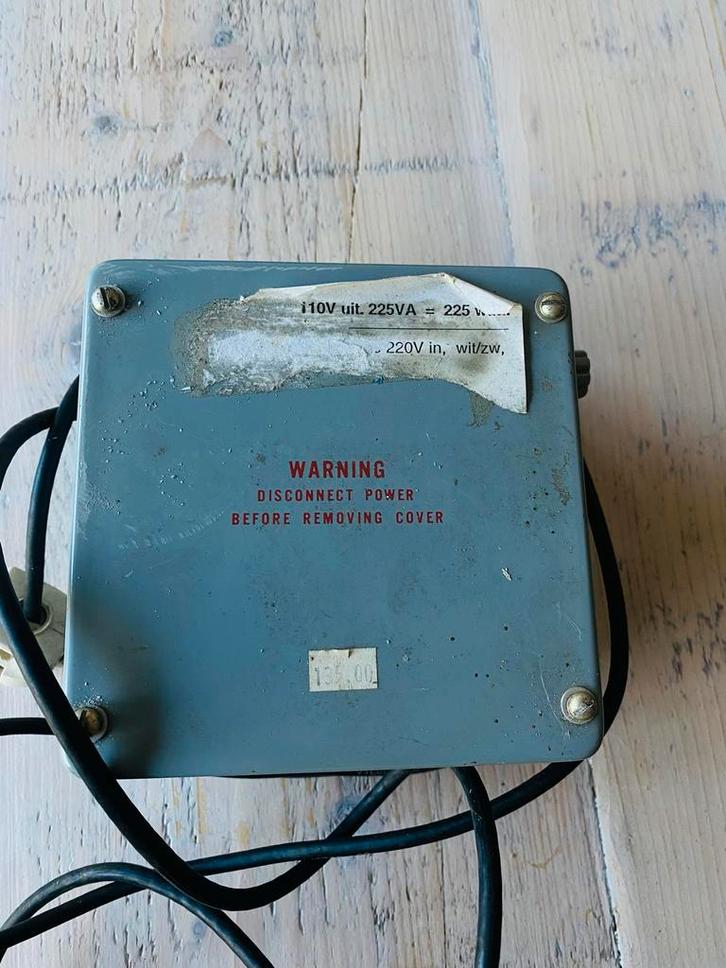 110V uit. 225VA = 225
220V in, wit/zw,
WARNING
DISCONNECT POWER
BEFORE REMOVING COVER